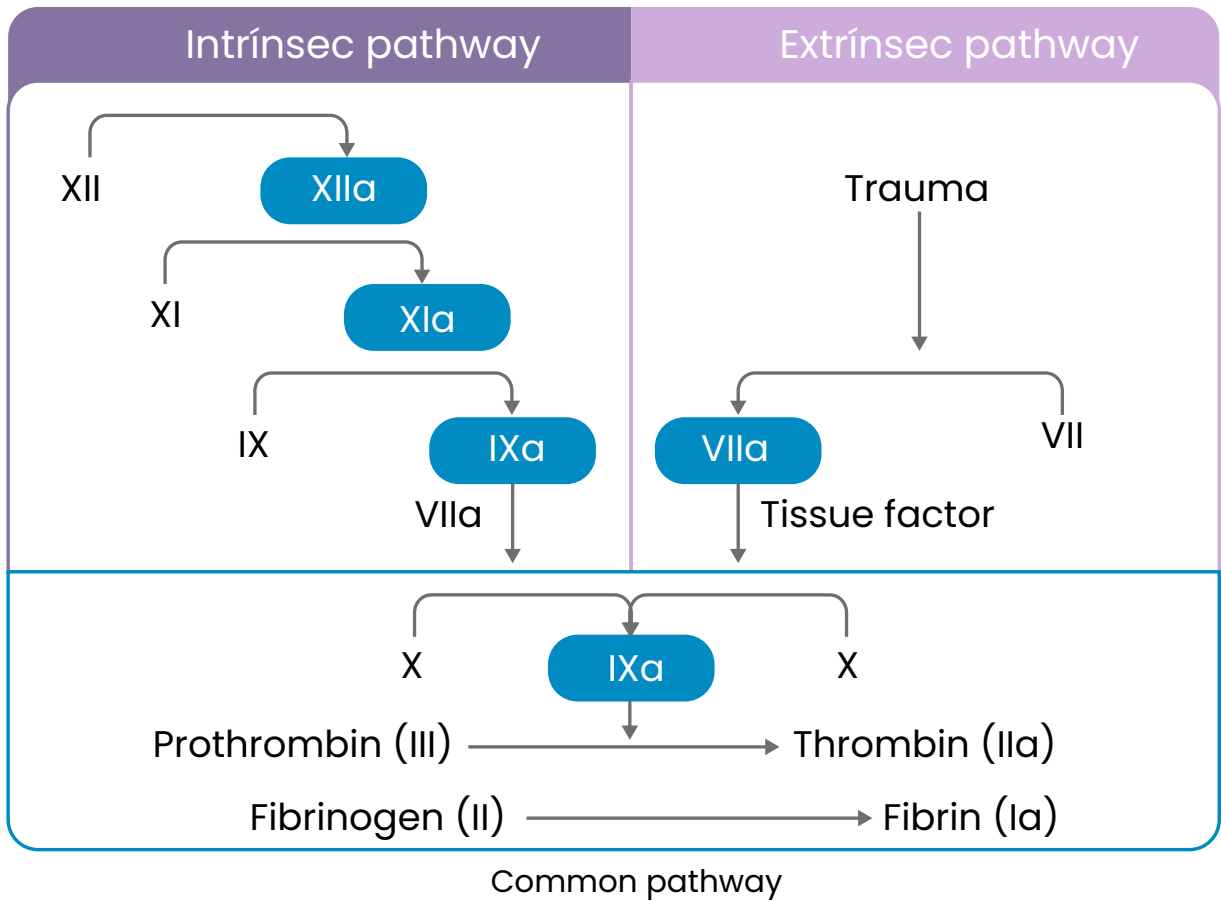 Intrínsec pathway
Extrínsec pathway
XII
XIIa
Trauma
XI
XIa
IX
IXa
VIIa
VII
VIIa
Tissue factor
X
IXa
X
Prothrombin (III)
Thrombin (IIa)
Fibrinogen (II)
Fibrin (Ia)
Common pathway